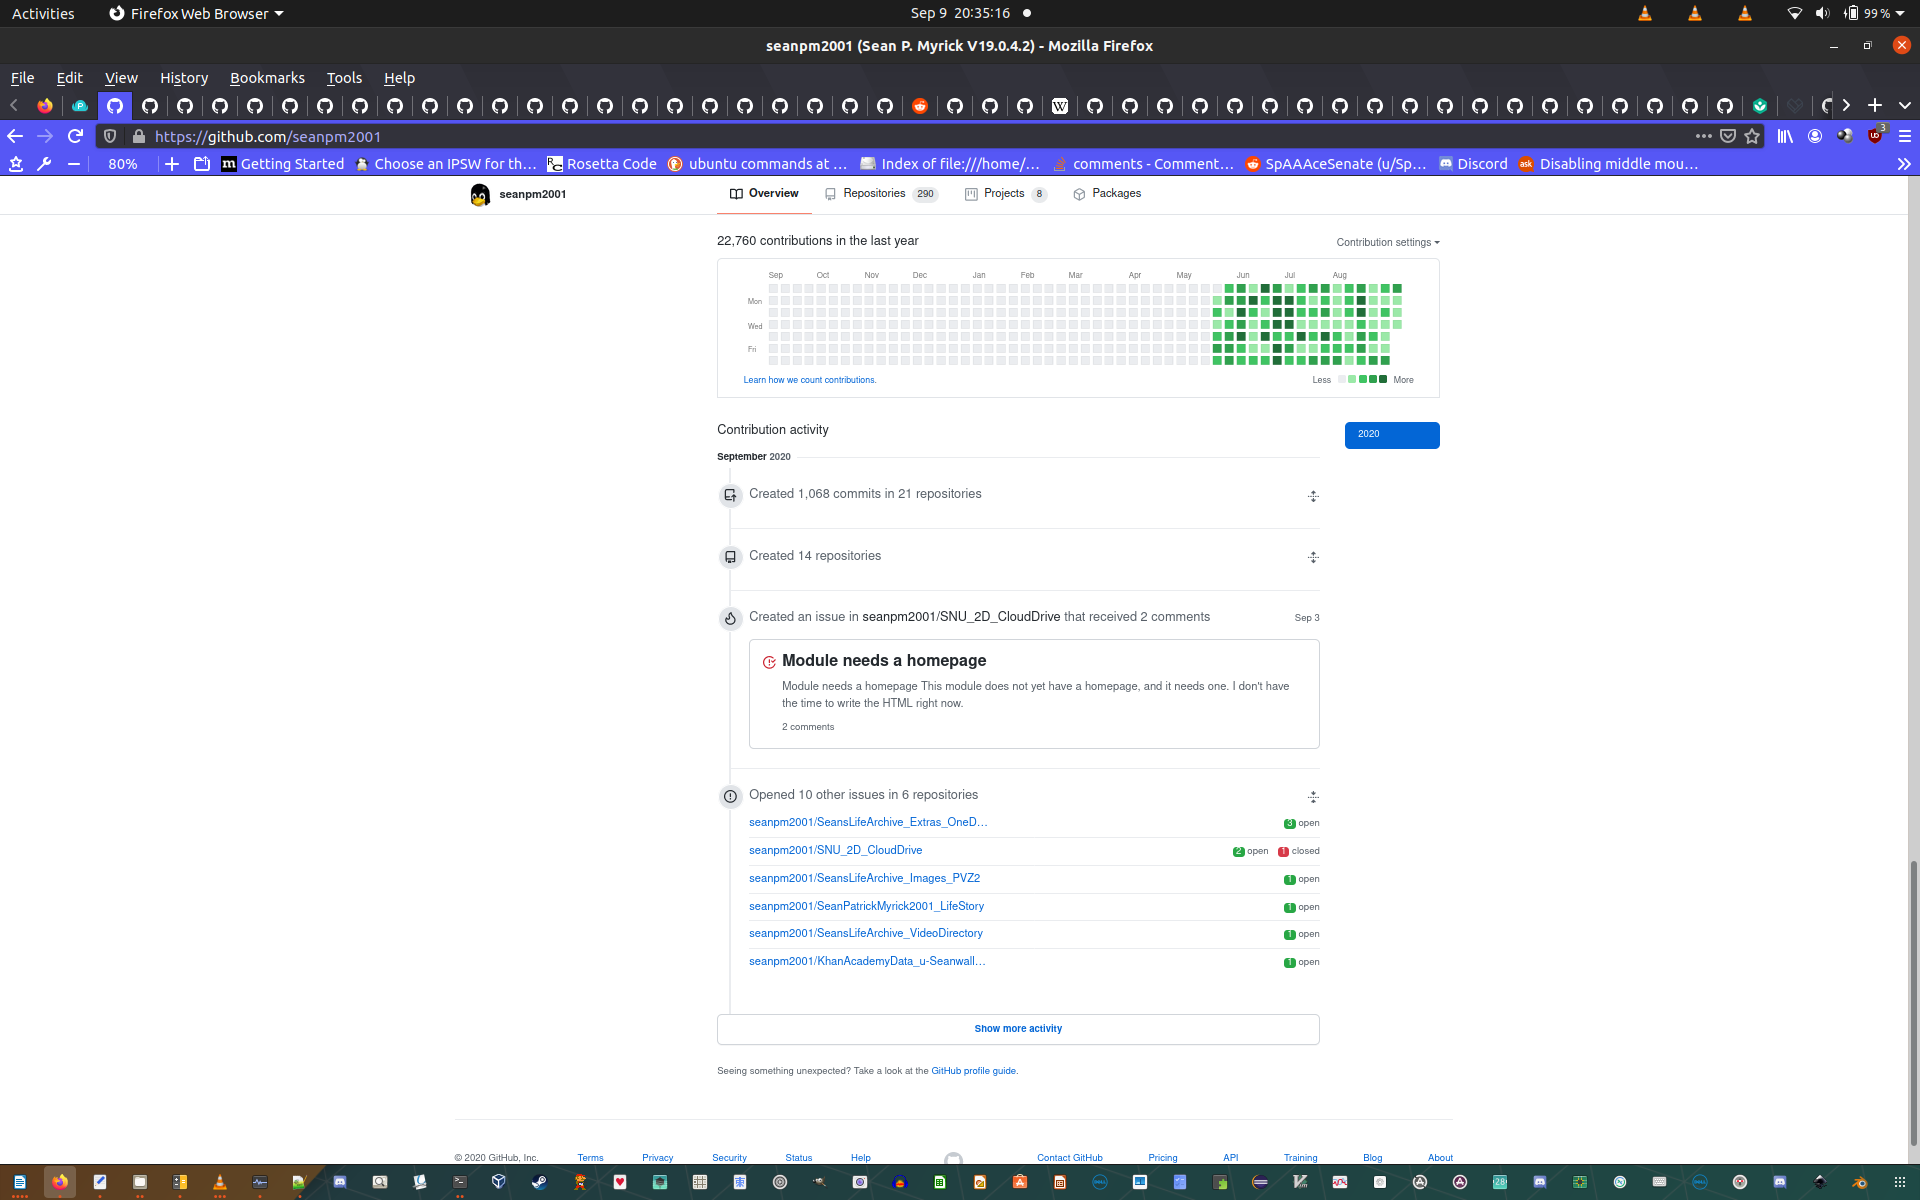 Activities Firefox Web Browser Sep 9 20:35:16 99 %
seanpm2001 (Sean P. Myrick V19.0.4.2) - Mozilla Firefox
File Edit View History Bookmarks Tools Help
https://github.com/seanpm2001 3
80% Getting Started Choose an IPSW for th… Rosetta Code ubuntu commands at … Index of file:///home/… comments - Comment… SpAAAceSenate (u/Sp… Discord Disabling middle mou…
seanpm2001 Overview Repositories 290 Projects 8 Packages
22,760 contributions in the last year Contribution settings
Sep Oct Nov Dec Jan Feb Mar Apr May Jun Jul Aug
Mon
Wed
Fri
Learn how we count contributions. Less More
Contribution activity 2020
September 2020
Created 1,068 commits in 21 repositories
Created 14 repositories
Created an issue in seanpm2001/SNU_2D_CloudDrive that received 2 comments Sep 3
Module needs a homepage
Module needs a homepage This module does not yet have a homepage, and it needs one. I don't have
the time to write the HTML right now.
2 comments
Opened 10 other issues in 6 repositories
seanpm2001/SeansLifeArchive_Extras_OneD… 3 open
seanpm2001/SNU_2D_CloudDrive 2 open 1 closed
seanpm2001/SeansLifeArchive_Images_PVZ2 1 open
seanpm2001/SeanPatrickMyrick2001_LifeStory 1 open
seanpm2001/SeansLifeArchive_VideoDirectory 1 open
seanpm2001/KhanAcademyData_u-Seanwall… 1 open
Show more activity
Seeing something unexpected? Take a look at the GitHub profile guide.
© 2020 GitHub, Inc. Terms Privacy Security Status Help Contact GitHub Pricing API Training Blog About